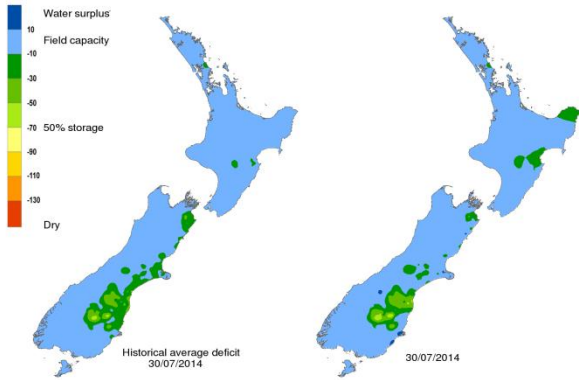 Water surplus
10
Field capacity
-10
-30
-50
50% storage
-70
-90
-110
-130
Dry
Historical average deficit
30/07/2014
30/07/2014